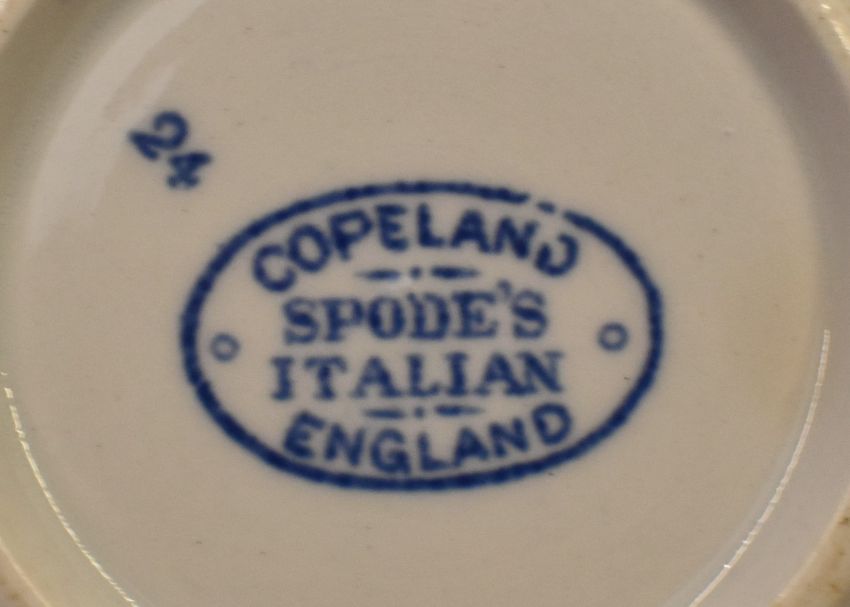 24
COPELAND
SPODE'S
ITALIAN
ENGLAND